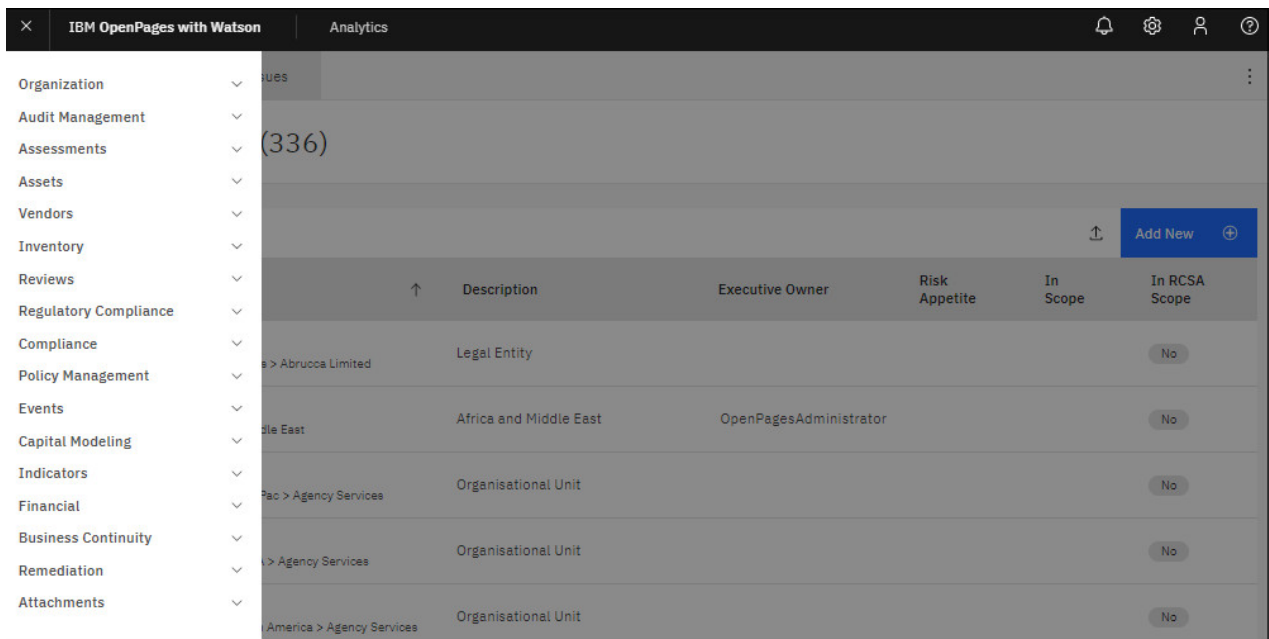 IBM OpenPages with Watson Analytics
Organization
Audit Management
Assessments
Assets
Vendors
Inventory
Reviews
Regulatory Compliance
Compliance
Policy Management
Events
Capital Modeling
Indicators
Financial
Business Continuity
Remediation
Attachments
(336)
Add New
Description Executive Owner Risk Appetite In Scope In RCSA Scope
> Abrucca Limited Legal Entity No
East Africa and Middle East OpenPagesAdministrator No
> Agency Services Organisational Unit No
> Agency Services Organisational Unit No
America > Agency Services Organisational Unit No